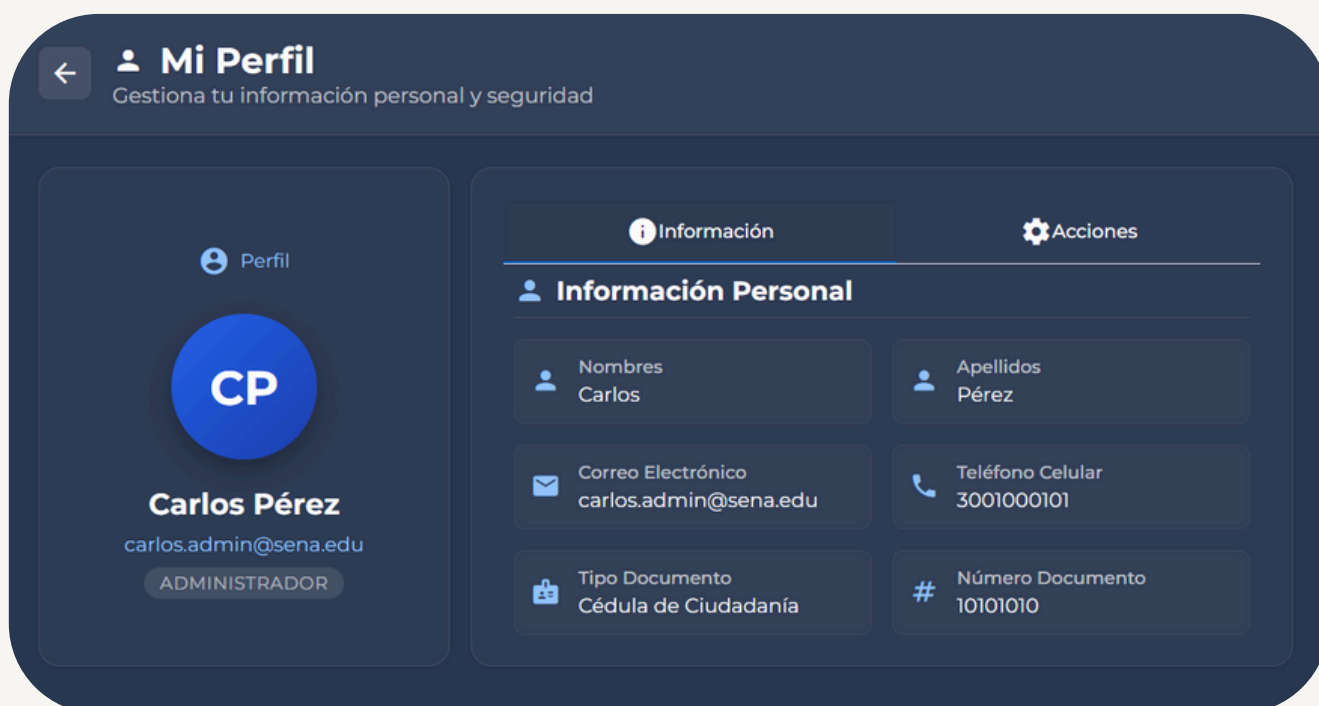 Mi Perfil
Gestiona tu información personal y seguridad
Perfil
CP
Carlos Pérez
carlos.admin@sena.edu
ADMINISTRADOR
Información
Acciones
Información Personal
Nombres
Carlos
Apellidos
Pérez
Correo Electrónico
carlos.admin@sena.edu
Teléfono Celular
3001000101
Tipo Documento
Cédula de Ciudadanía
Número Documento
10101010